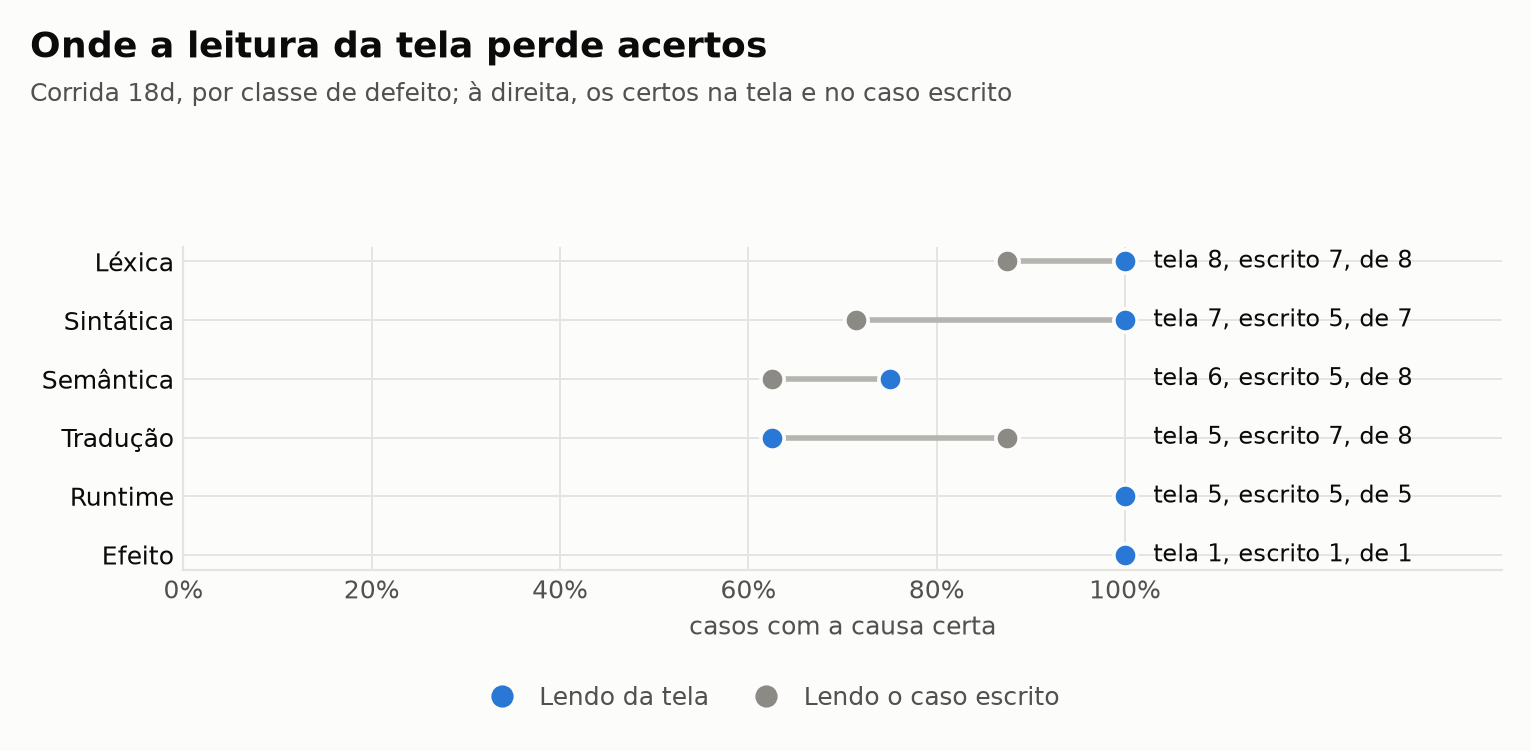 Onde a leitura da tela perde acertos
Corrida 18d, por classe de defeito; à direita, os certos na tela e no caso escrito
Léxica
tela 8, escrito 7, de 8
Sintática
tela 7, escrito 5, de 7
Semântica
tela 6, escrito 5, de 8
Tradução
tela 5, escrito 7, de 8
Runtime
tela 5, escrito 5, de 5
Efeito
tela 1, escrito 1, de 1
0% 20% 40% 60% 80% 100%
casos com a causa certa
Lendo da tela
Lendo o caso escrito